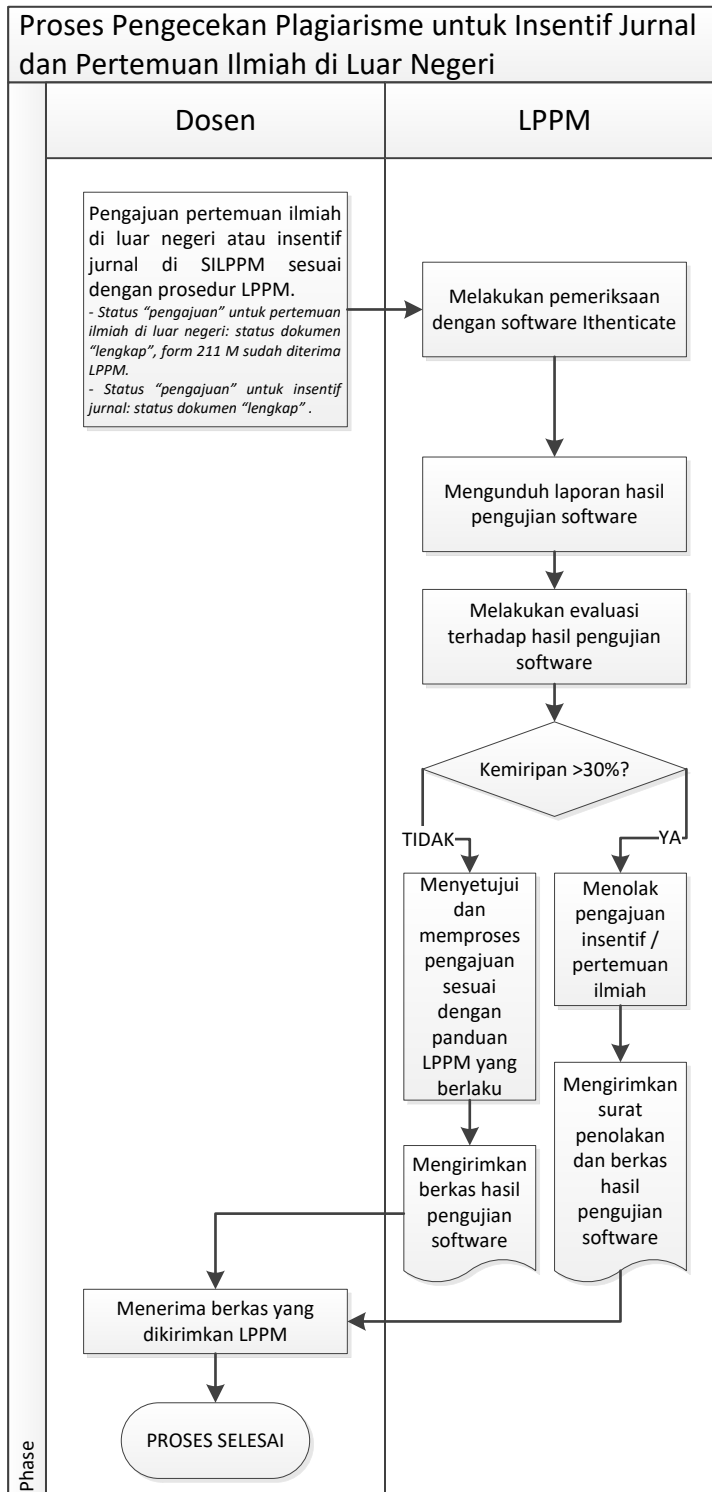 Proses Pengecekan Plagiarisme untuk Insentif Jurnal
dan Pertemuan Ilmiah di Luar Negeri
Dosen
LPPM
Pengajuan pertemuan ilmiah
di luar negeri atau insentif
jurnal di SILPPM sesuai
dengan prosedur LPPM.
- Status “pengajuan” untuk pertemuan
ilmiah di luar negeri: status dokumen
“lengkap”, form 211 M sudah diterima
LPPM.
- Status “pengajuan” untuk insentif
jurnal: status dokumen “lengkap” .
Melakukan pemeriksaan
dengan software Ithenticate
Mengunduh laporan hasil
pengujian software
Melakukan evaluasi
terhadap hasil pengujian
software
Kemiripan >30%?
TIDAK
YA
Menyetujui
dan
memproses
pengajuan
sesuai
dengan
panduan
LPPM yang
berlaku
Menolak
pengajuan
insentif /
pertemuan
ilmiah
Mengirimkan
berkas hasil
pengujian
software
Mengirimkan
surat
penolakan
dan berkas
hasil
pengujian
software
Menerima berkas yang
dikirimkan LPPM
PROSES SELESAI
Phase